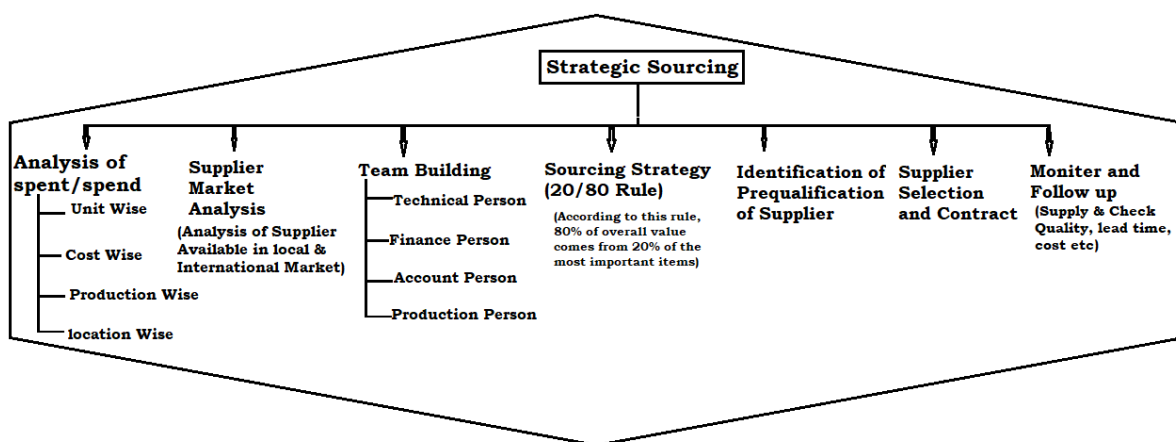 Strategic Sourcing
Analysis of
spent/spend
Unit Wise
Cost Wise
Production Wise
location Wise
Supplier
Market
Analysis
(Analysis of Supplier
Available in local &
International Market)
Team Building
Technical Person
Finance Person
Account Person
Production Person
Sourcing Strategy
(20/80 Rule)
(According to this rule,
80% of overall value
comes from 20% of the
most important items)
Identification of
Prequalification
of Supplier
Supplier
Selection
and Contract
Moniter and
Follow up
(Supply & Check
Quality, lead time,
cost etc)